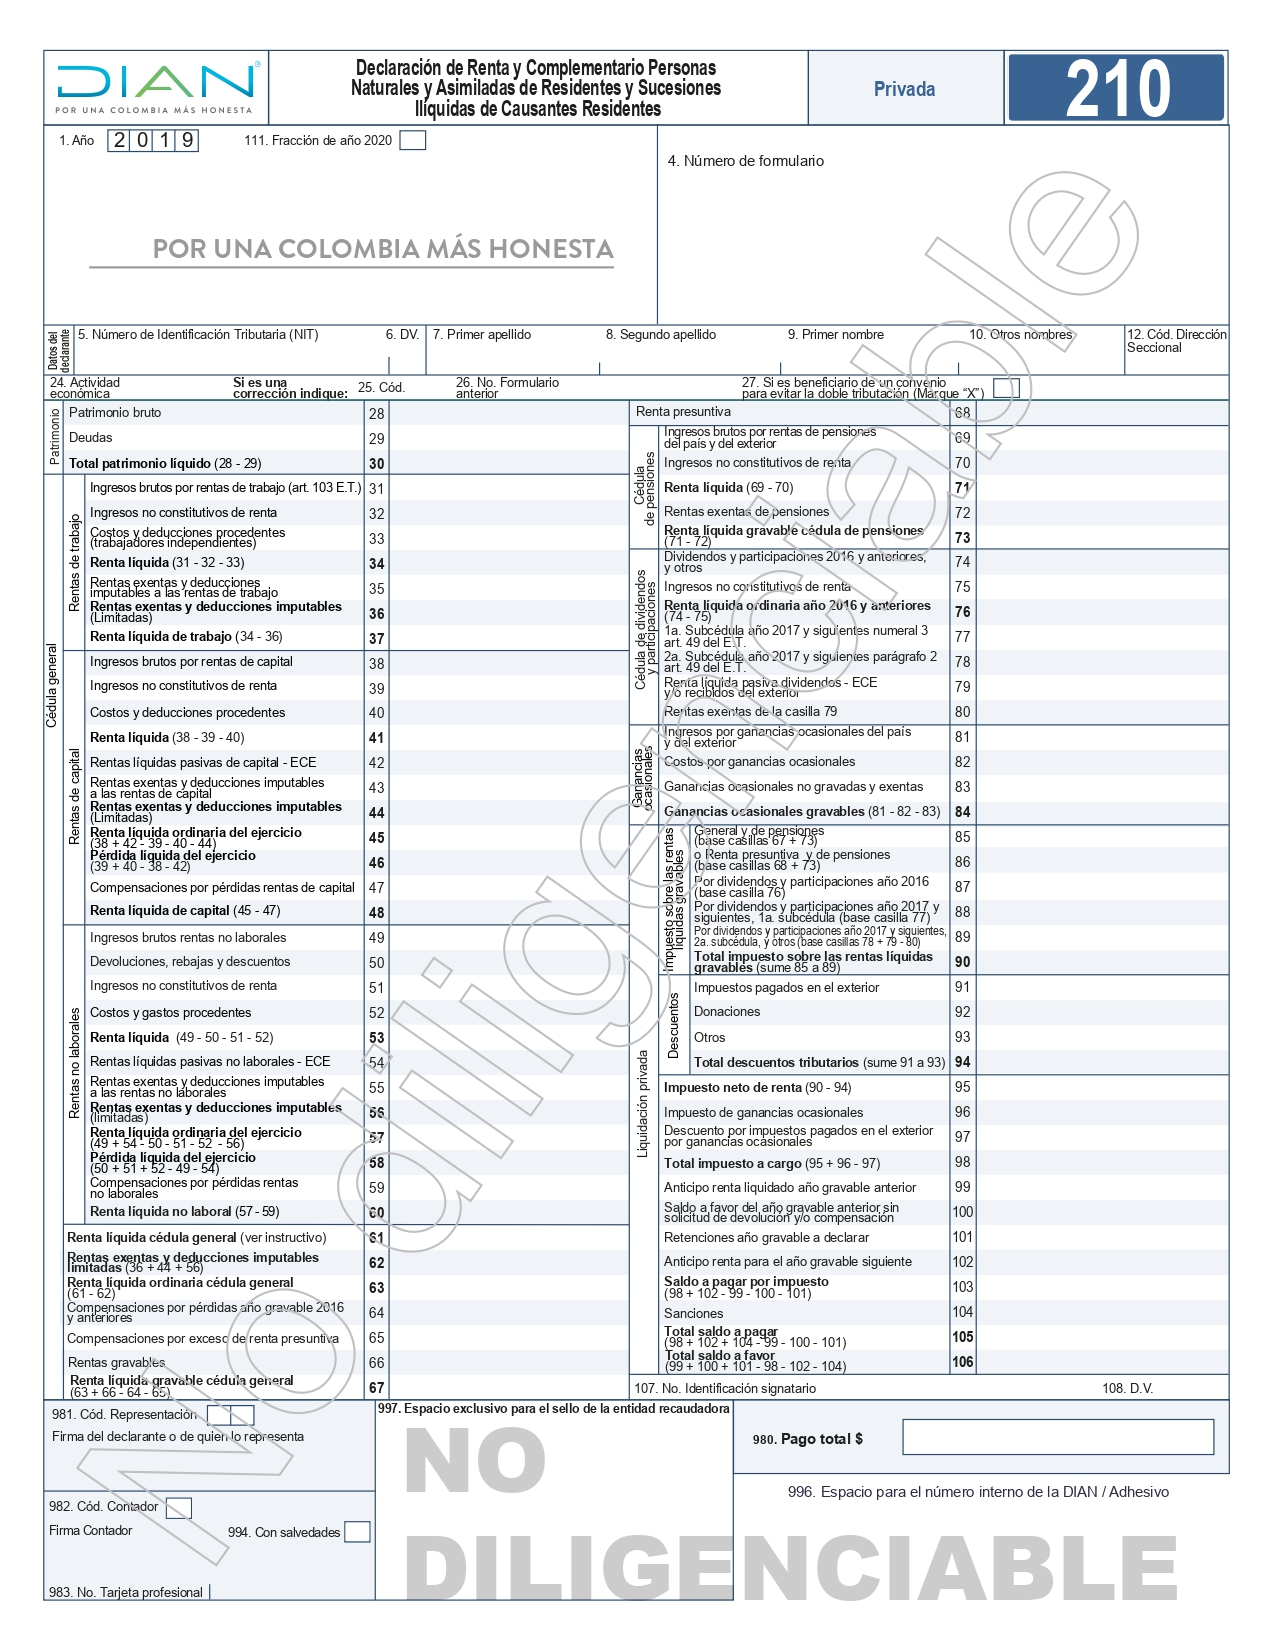 DIAN®
POR UNA COLOMBIA MÁS HONESTA
Declaración de Renta y Complementario Personas
Naturales y Asimiladas de Residentes y Sucesiones
Ilíquidas de Causantes Residentes
Privada
210
1. Año 2 0 1 9
111. Fracción de año 2020
4. Número de formulario
POR UNA COLOMBIA MÁS HONESTA
Datos del
declarante
5. Número de Identificación Tributaria (NIT)
6. DV.
7. Primer apellido
8. Segundo apellido
9. Primer nombre
10. Otros nombres
12. Cód. Dirección
Seccional
24. Actividad
económica
Si es una
corrección indique:
25. Cód.
26. No. Formulario
anterior
27. Si es beneficiario de un convenio
para evitar la doble tributación (Marque “X”)
Patrimonio
Patrimonio bruto 28
Deudas 29
Total patrimonio líquido (28 - 29) 30
Cédula general
Rentas de trabajo
Ingresos brutos por rentas de trabajo (art. 103 E.T.) 31
Ingresos no constitutivos de renta 32
Costos y deducciones procedentes
(trabajadores independientes) 33
Renta líquida (31 - 32 - 33) 34
Rentas exentas y deducciones
imputables a las rentas de trabajo 35
Rentas exentas y deducciones imputables
(Limitadas) 36
Renta líquida de trabajo (34 - 36) 37
Rentas de capital
Ingresos brutos por rentas de capital 38
Ingresos no constitutivos de renta 39
Costos y deducciones procedentes 40
Renta líquida (38 - 39 - 40) 41
Rentas líquidas pasivas de capital - ECE 42
Rentas exentas y deducciones imputables
a las rentas de capital 43
Rentas exentas y deducciones imputables
(Limitadas) 44
Renta líquida ordinaria del ejercicio
(38 + 42 - 39 - 40 - 44) 45
Pérdida líquida del ejercicio
(39 + 40 - 38 - 42) 46
Compensaciones por pérdidas rentas de capital 47
Renta líquida de capital (45 - 47) 48
Rentas no laborales
Ingresos brutos rentas no laborales 49
Devoluciones, rebajas y descuentos 50
Ingresos no constitutivos de renta 51
Costos y gastos procedentes 52
Renta líquida (49 - 50 - 51 - 52) 53
Rentas líquidas pasivas no laborales - ECE 54
Rentas exentas y deducciones imputables
a las rentas no laborales 55
Rentas exentas y deducciones imputables
(limitadas) 56
Renta líquida ordinaria del ejercicio
(49 + 54 - 50 - 51 - 52 - 56) 57
Pérdida líquida del ejercicio
(50 + 51 + 52 - 49 - 54) 58
Compensaciones por pérdidas rentas
no laborales 59
Renta líquida no laboral (57 - 59) 60
Renta líquida cédula general (ver instructivo) 61
Rentas exentas y deducciones imputables
limitadas (36 + 44 + 56) 62
Renta líquida ordinaria cédula general
(61 - 62) 63
Compensaciones por pérdidas año gravable 2016
y anteriores 64
Compensaciones por exceso de renta presuntiva 65
Rentas gravables 66
Renta líquida gravable cédula general
(63 + 66 - 64 - 65) 67
Renta presuntiva 68
Cédula
de pensiones
Ingresos brutos por rentas de pensiones
del país y del exterior 69
Ingresos no constitutivos de renta 70
Renta líquida (69 - 70) 71
Rentas exentas de pensiones 72
Renta líquida gravable cédula de pensiones
(71 - 72) 73
Cédula de dividendos
y participaciones
Dividendos y participaciones 2016 y anteriores,
y otros 74
Ingresos no constitutivos de renta 75
Renta líquida ordinaria año 2016 y anteriores
(74 - 75) 76
1a. Subcédula año 2017 y siguientes numeral 3
art. 49 del E.T. 77
2a. Subcédula año 2017 y siguientes parágrafo 2
art. 49 del E.T. 78
Renta líquida pasiva dividendos - ECE
y/o recibidos del exterior 79
Rentas exentas de la casilla 79 80
Ganancias
ocasionales
Ingresos por ganancias ocasionales del país
y del exterior 81
Costos por ganancias ocasionales 82
Ganancias ocasionales no gravadas y exentas 83
Ganancias ocasionales gravables (81 - 82 - 83) 84
Liquidación privada
Impuesto sobre las rentas
líquidas gravables
General y de pensiones
(base casillas 67 + 73) 85
o Renta presuntiva y de pensiones
(base casillas 68 + 73) 86
Por dividendos y participaciones año 2016
(base casilla 76) 87
Por dividendos y participaciones año 2017 y
siguientes, 1a. subcédula (base casilla 77) 88
Por dividendos y participaciones año 2017 y siguientes,
2a. subcédula, y otros (base casillas 78 + 79 - 80) 89
Total impuesto sobre las rentas líquidas
gravables (sume 85 a 89) 90
Descuentos
Impuestos pagados en el exterior 91
Donaciones 92
Otros 93
Total descuentos tributarios (sume 91 a 93) 94
Impuesto neto de renta (90 - 94) 95
Impuesto de ganancias ocasionales 96
Descuento por impuestos pagados en el exterior
por ganancias ocasionales 97
Total impuesto a cargo (95 + 96 - 97) 98
Anticipo renta liquidado año gravable anterior 99
Saldo a favor del año gravable anterior sin
solicitud de devolución y/o compensación 100
Retenciones año gravable a declarar 101
Anticipo renta para el año gravable siguiente 102
Saldo a pagar por impuesto
(98 + 102 - 99 - 100 - 101) 103
Sanciones 104
Total saldo a pagar
(98 + 102 + 104 - 99 - 100 - 101) 105
Total saldo a favor
(99 + 100 + 101 - 98 - 102 - 104) 106
107. No. Identificación signatario
108. D.V.
981. Cód. Representación
Firma del declarante o de quien lo representa
982. Cód. Contador
Firma Contador
994. Con salvedades
983. No. Tarjeta profesional
997. Espacio exclusivo para el sello de la entidad recaudadora
980. Pago total $
996. Espacio para el número interno de la DIAN / Adhesivo
NO
DILIGENCIABLE
No diligenciable